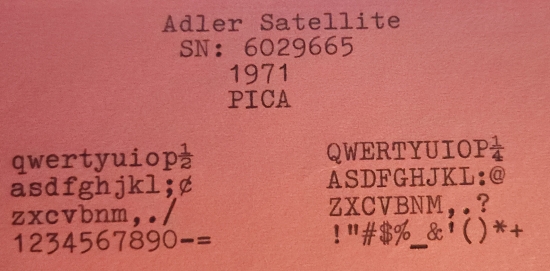 Adler Satellite
SN: 6029665
1971
PICA
qwertyuiop½
asdfghjkl;¢
zxcvbnm,./
1234567890-=
QWERTYUIOP¼
ASDFGHJKL:@
ZXCVBNM,.?
!"#$%_&'()*+